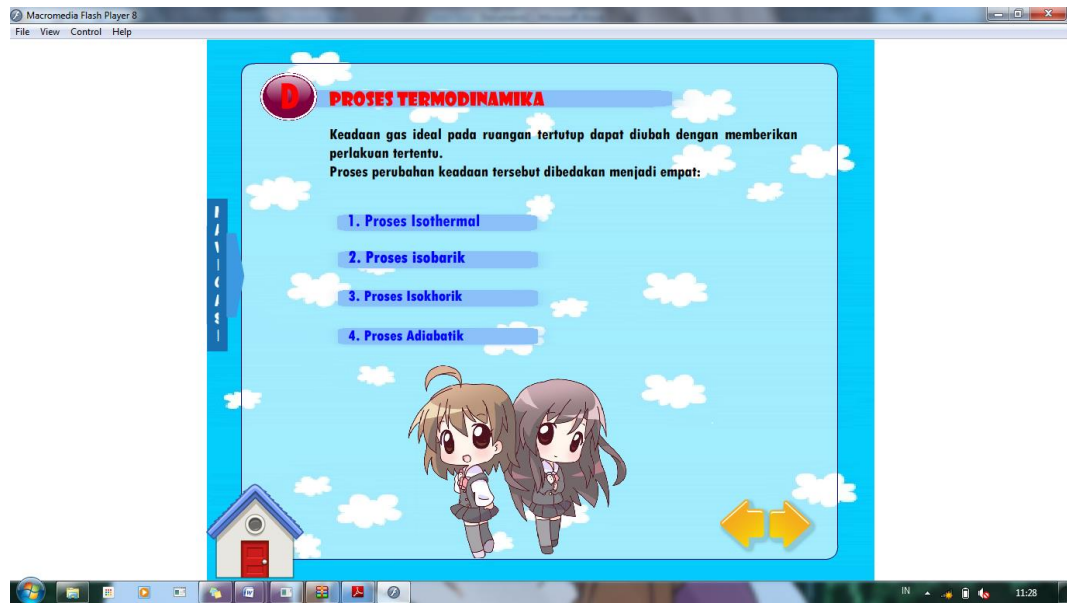 Macromedia Flash Player 8
File View Control Help
D
PROSES TERMODINAMIKA
Keadaan gas ideal pada ruangan tertutup dapat diubah dengan memberikan
perlakuan tertentu.
Proses perubahan keadaan tersebut dibedakan menjadi empat:
1. Proses Isothermal
2. Proses isobarik
3. Proses Isokhorik
4. Proses Adiabatik
IN
11:28